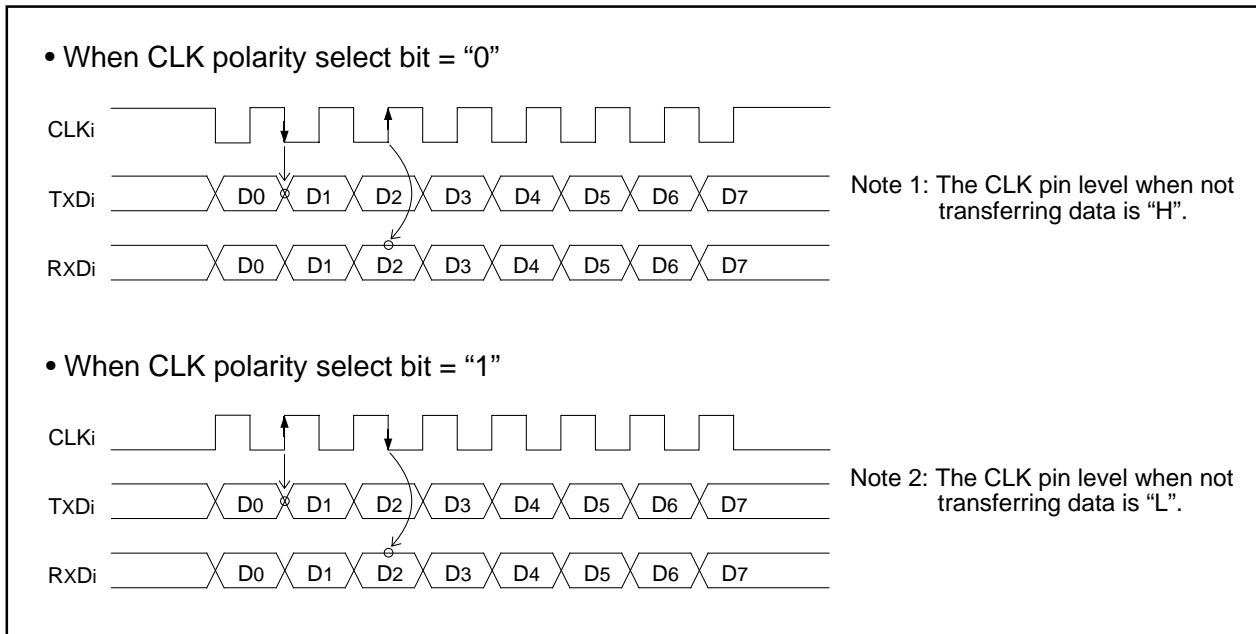 • When CLK polarity select bit = “0”
CLKi
TXDi D0 D1 D2 D3 D4 D5 D6 D7
RXDi D0 D1 D2 D3 D4 D5 D6 D7
Note 1: The CLK pin level when not
transferring data is “H”.
• When CLK polarity select bit = “1”
CLKi
TXDi D0 D1 D2 D3 D4 D5 D6 D7
RXDi D0 D1 D2 D3 D4 D5 D6 D7
Note 2: The CLK pin level when not
transferring data is “L”.